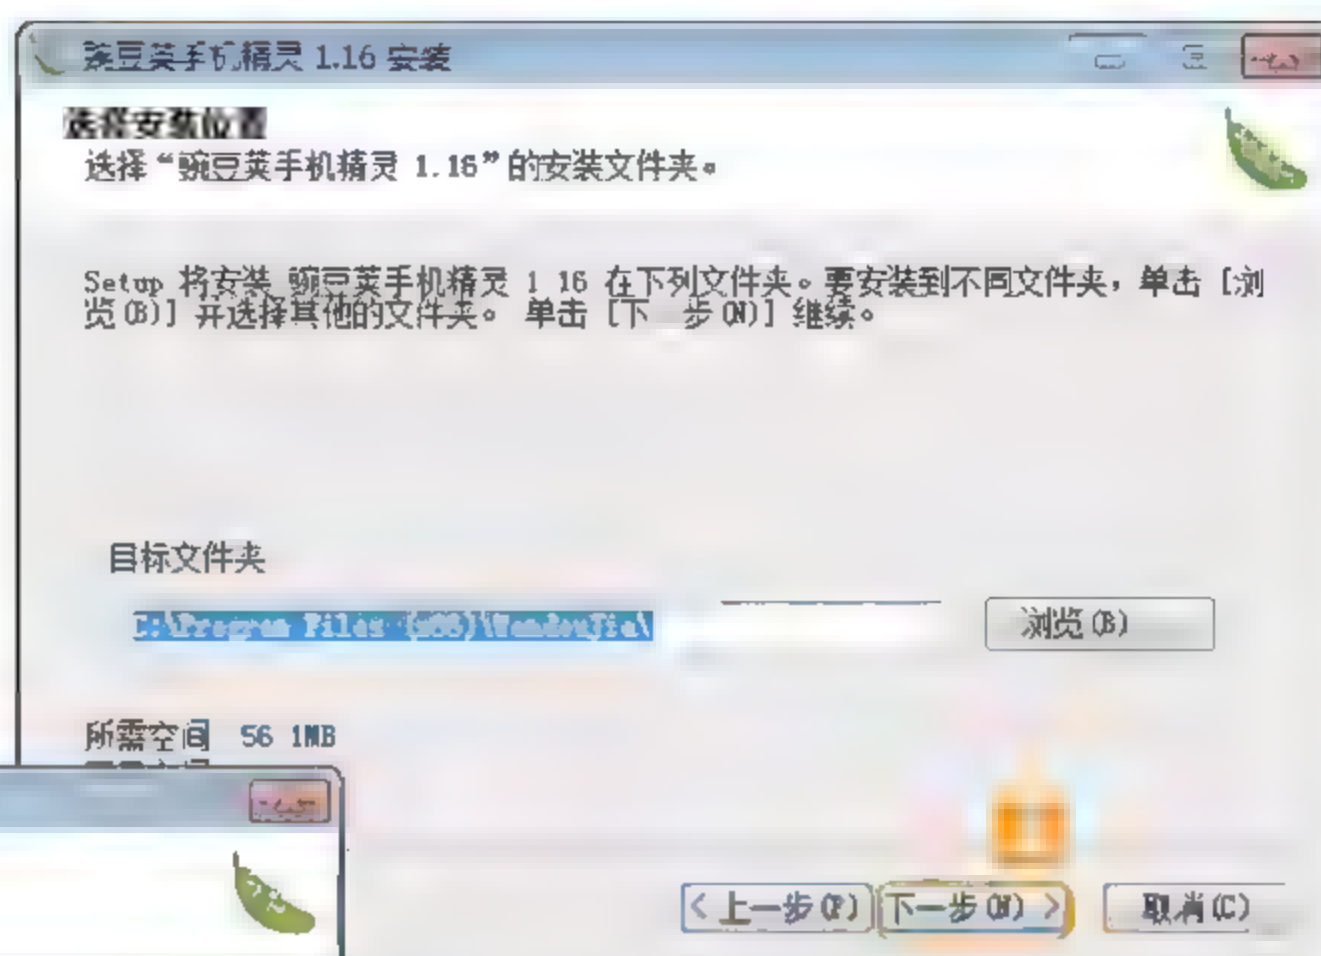 豌豆荚手机精灵 1.16 安装
选择安装位置
选择“豌豆荚手机精灵 1.16”的安装文件夹。
Setup 将安装 豌豆荚手机精灵 1.16 在下列文件夹。要安装到不同文件夹，单击 [浏
览(B)] 并选择其他的文件夹。 单击 [下一步(N)] 继续。
目标文件夹
C:\Program Files (x86)\WandouJia\
浏览(B)
所需空间 56.1MB
< 上一步(P)
下一步(N) >
取消(C)